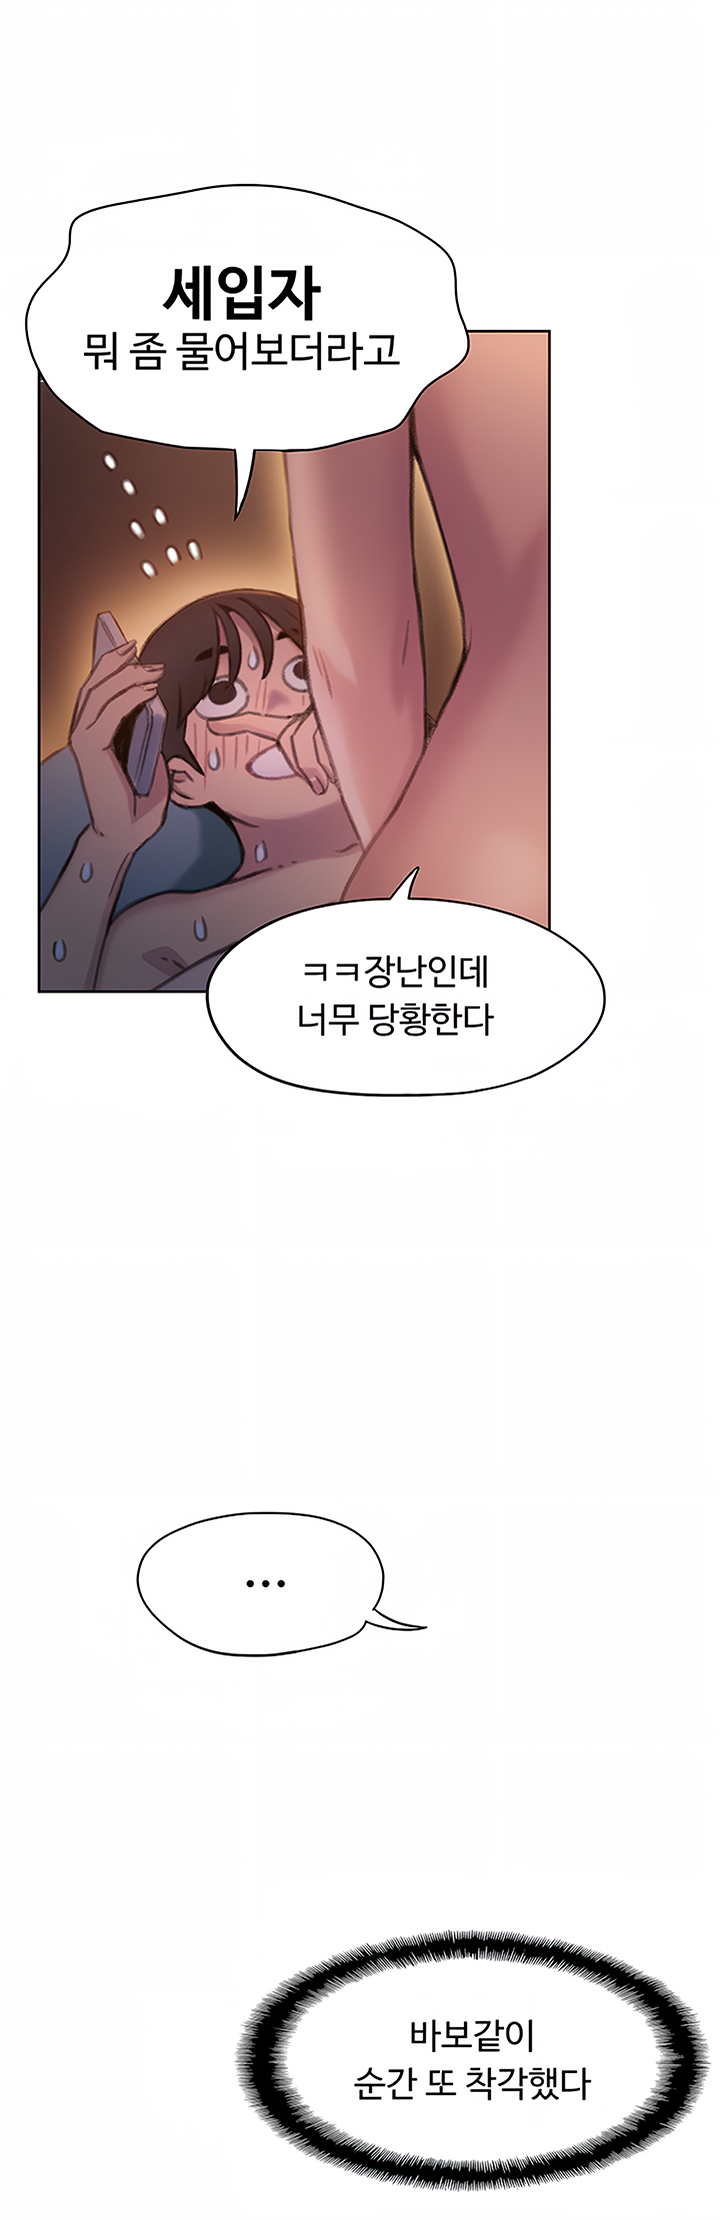 세입자
뭐 좀 물어보더라고
ㅋㅋ장난인데
너무 당황한다
...
바보같이
순간 또 착각했다